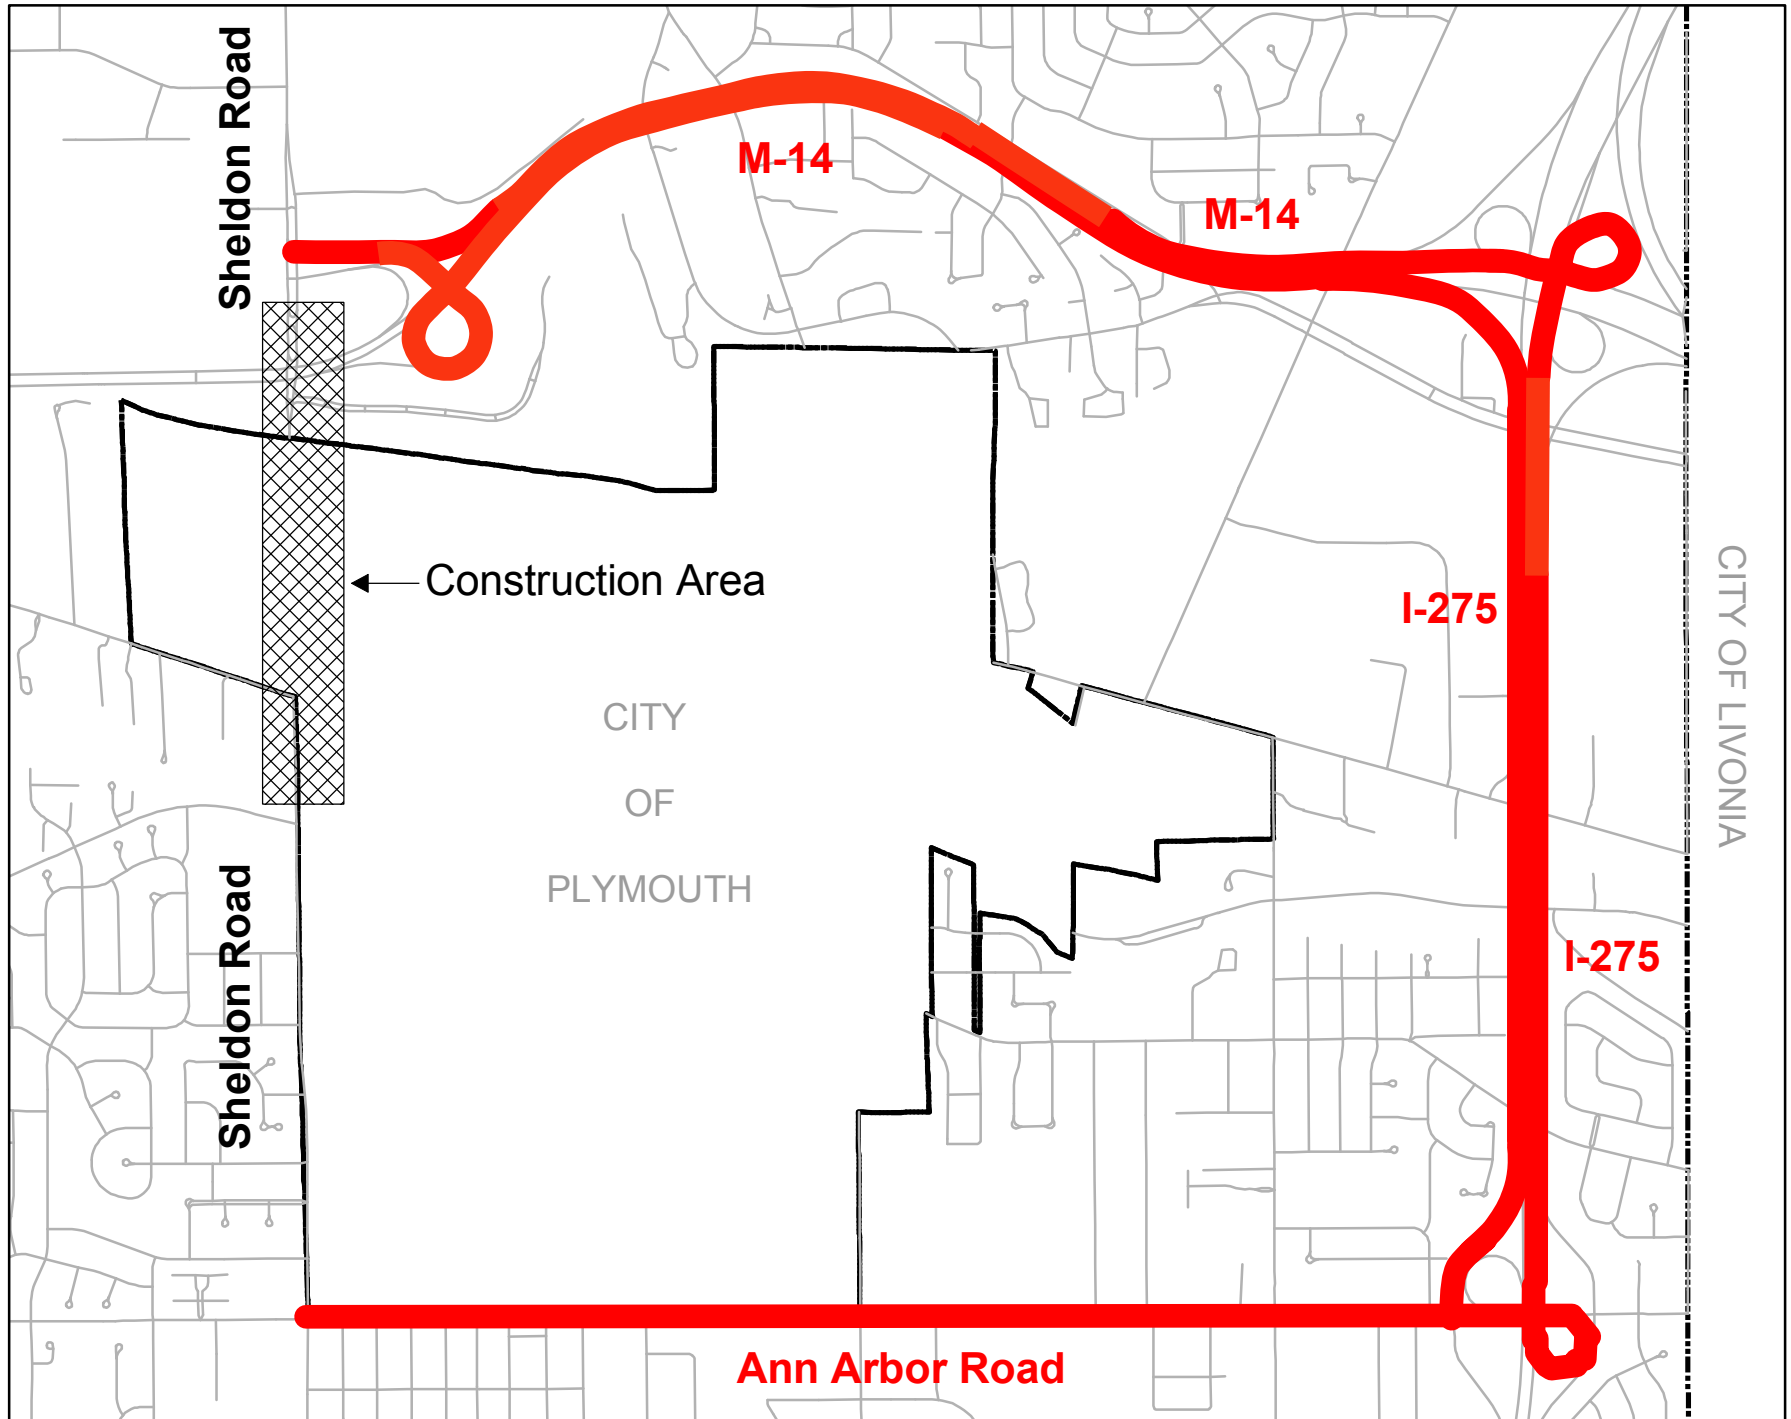 Sheldon Road
M-14
M-14
Construction Area
I-275
CITY
OF
PLYMOUTH
CITY OF LIVONIA
Sheldon Road
I-275
Ann Arbor Road